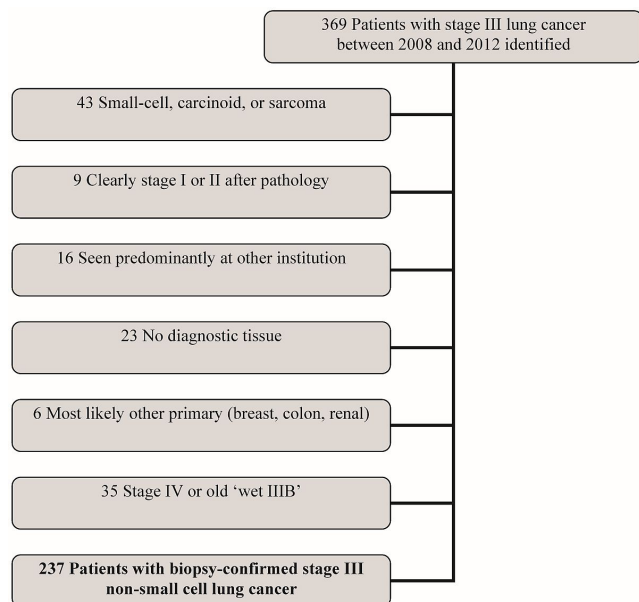 369 Patients with stage III lung cancer
between 2008 and 2012 identified
43 Small-cell, carcinoid, or sarcoma
9 Clearly stage I or II after pathology
16 Seen predominantly at other institution
23 No diagnostic tissue
6 Most likely other primary (breast, colon, renal)
35 Stage IV or old ‘wet IIIB’
237 Patients with biopsy-confirmed stage III
non-small cell lung cancer